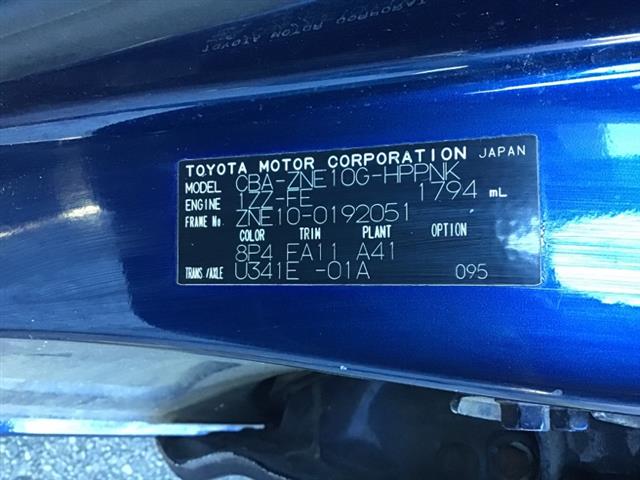 TOYOTA MOTOR CORPORATION JAPAN
MODEL CBA-ZNE10G-HPPNK
ENGINE 1ZZ-FE 1794 mL
FRAME No. ZNE10-0192051
COLOR TRIM PLANT OPTION
8P4 FA11 A41
TRANS/AXLE U341E -01A 095